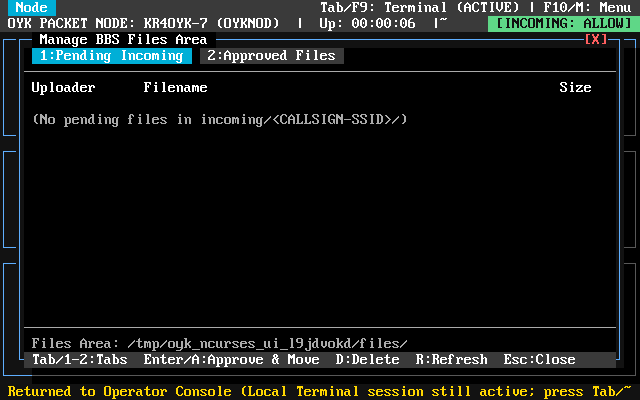 Node Tab/F9: Terminal (ACTIVE) | F10/M: Menu
OYK PACKET NODE: KR4OYK-7 (OYKNOD) | Up: 00:00:06 |~ [INCOMING: ALLOW]
Manage BBS Files Area [X]
1:Pending Incoming 2:Approved Files
Uploader Filename Size
(No pending files in incoming/<CALLSIGN-SSID>/)
Files Area: /tmp/oyk_ncurses_ui_l9jdvokd/files/
Tab/1-2:Tabs Enter/A:Approve & Move D:Delete R:Refresh Esc:Close
Returned to Operator Console (Local Terminal session still active; press Tab/~